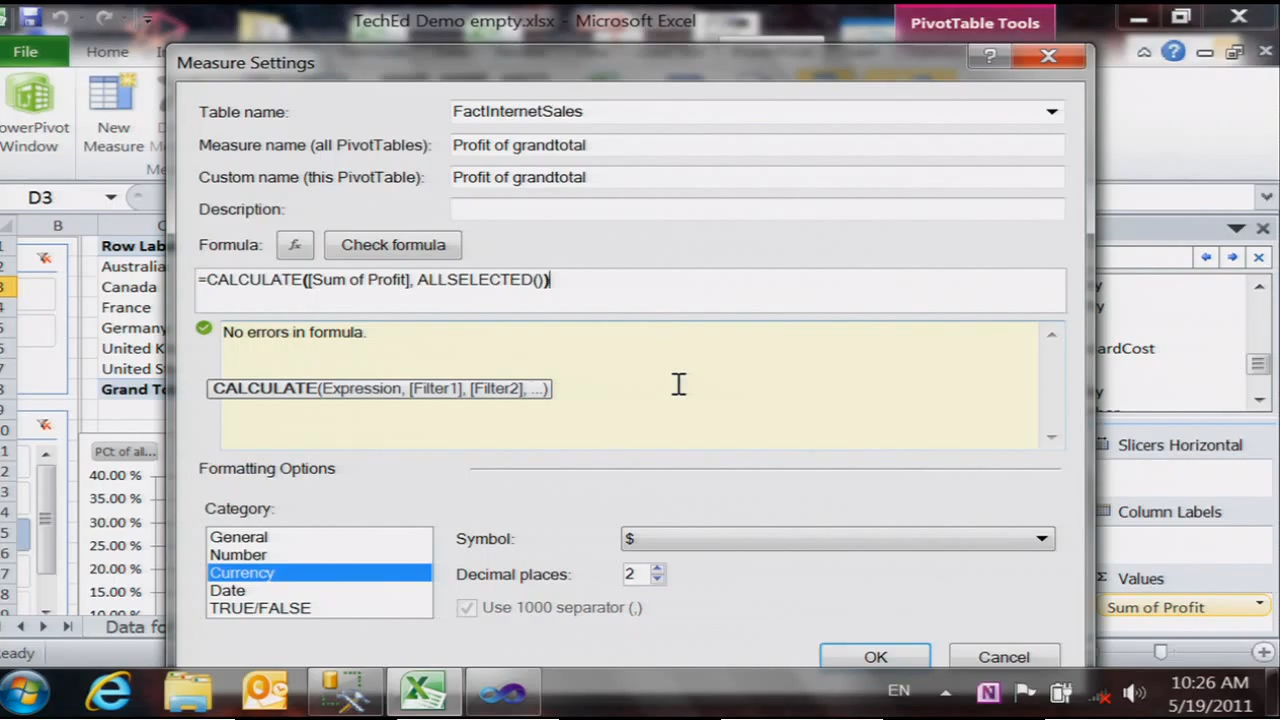 TechEd Demo empty.xlsx - Microsoft Excel
PivotTable Tools
File
Home
Measure Settings
Table name:
FactInternetSales
Measure name (all PivotTables):
Profit of grandtotal
Custom name (this PivotTable):
Profit of grandtotal
Description:
Formula:
fx
Check formula
=CALCULATE([Sum of Profit], ALLSELECTED())
No errors in formula.
CALCULATE(Expression, [Filter1], [Filter2], ...)
Formatting Options
Category:
General
Number
Currency
Date
TRUE/FALSE
Symbol:
$
Decimal places:
2
Use 1000 separator (,)
OK
Cancel
owerPivot
Window
New
Measure
Me
D3
B
Row Lab
Australia
Canada
France
Germany
United K
United St
Grand To
PCt of all...
40.00 %
35.00 %
30.00 %
25.00 %
20.00 %
15.00 %
10.00 %
Data fo
eady
ardCost
Slicers Horizontal
Column Labels
Σ Values
Sum of Profit
EN
10:26 AM
5/19/2011